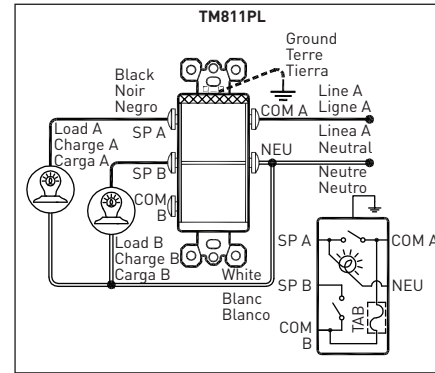 TM811PL
Ground
Terre
Tierra
Black
Noir
Negro
Line A
Ligne A
Linea A
COM A
Load A
Charge A
Carga A
SP A
NEU
Neutral
Neutre
Neutro
SP B
COM
B
Load B
Charge B
Carga B
White
Blanc
Blanco
SP A
COM A
SP B
NEU
TAB
COM
B